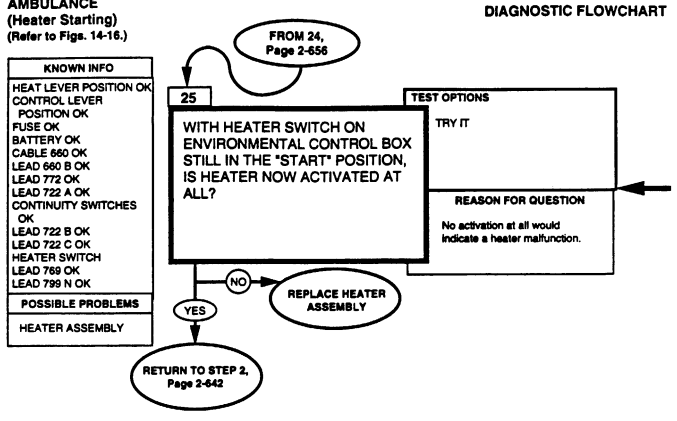 AMBULANCE
(Heater Starting)
(Refer to Figs. 14-16.)
DIAGNOSTIC FLOWCHART
FROM 24,
Page 2-656
KNOWN INFO
HEAT LEVER POSITION OK
CONTROL LEVER
POSITION OK
FUSE OK
BATTERY OK
CABLE 660 OK
LEAD 660 B OK
LEAD 772 OK
LEAD 722 A OK
CONTINUITY SWITCHES
OK
LEAD 722 B OK
LEAD 722 C OK
HEATER SWITCH
LEAD 769 OK
LEAD 799 N OK
POSSIBLE PROBLEMS
HEATER ASSEMBLY
25
WITH HEATER SWITCH ON
ENVIRONMENTAL CONTROL BOX
STILL IN THE "START" POSITION,
IS HEATER NOW ACTIVATED AT
ALL?
TEST OPTIONS
TRY IT
REASON FOR QUESTION
No activation at all would
indicate a heater malfunction.
NO
REPLACE HEATER
ASSEMBLY
YES
RETURN TO STEP 2,
Page 2-642